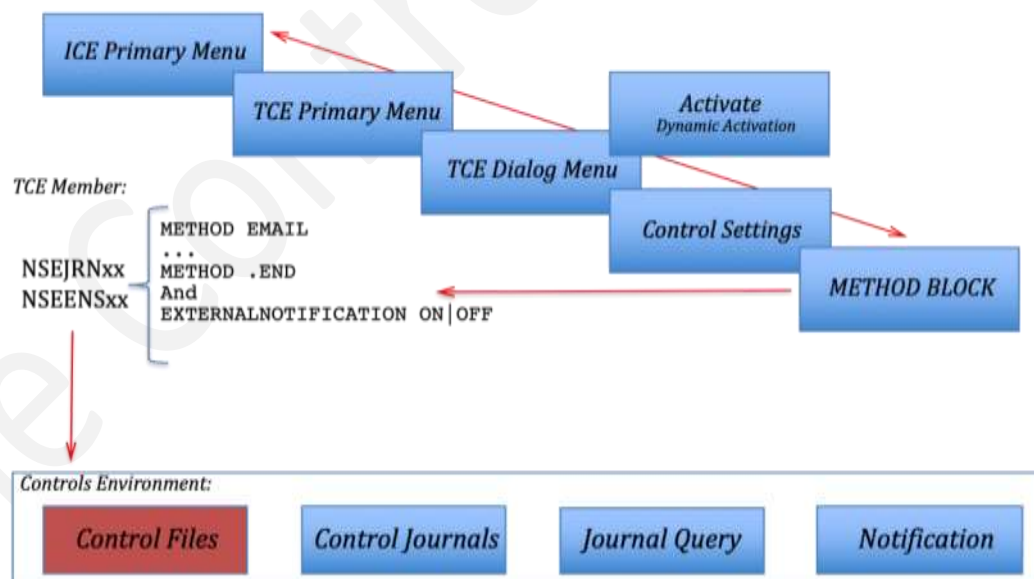 ICE Primary Menu
TCE Primary Menu
Activate
Dynamic Activation
TCE Dialog Menu
Control Settings
METHOD BLOCK
TCE Member:
NSEJRNxx
NSEENSxx
METHOD EMAIL
...
METHOD .END
And
EXTERNALNOTIFICATION ON|OFF
Controls Environment:
Control Files
Control Journals
Journal Query
Notification